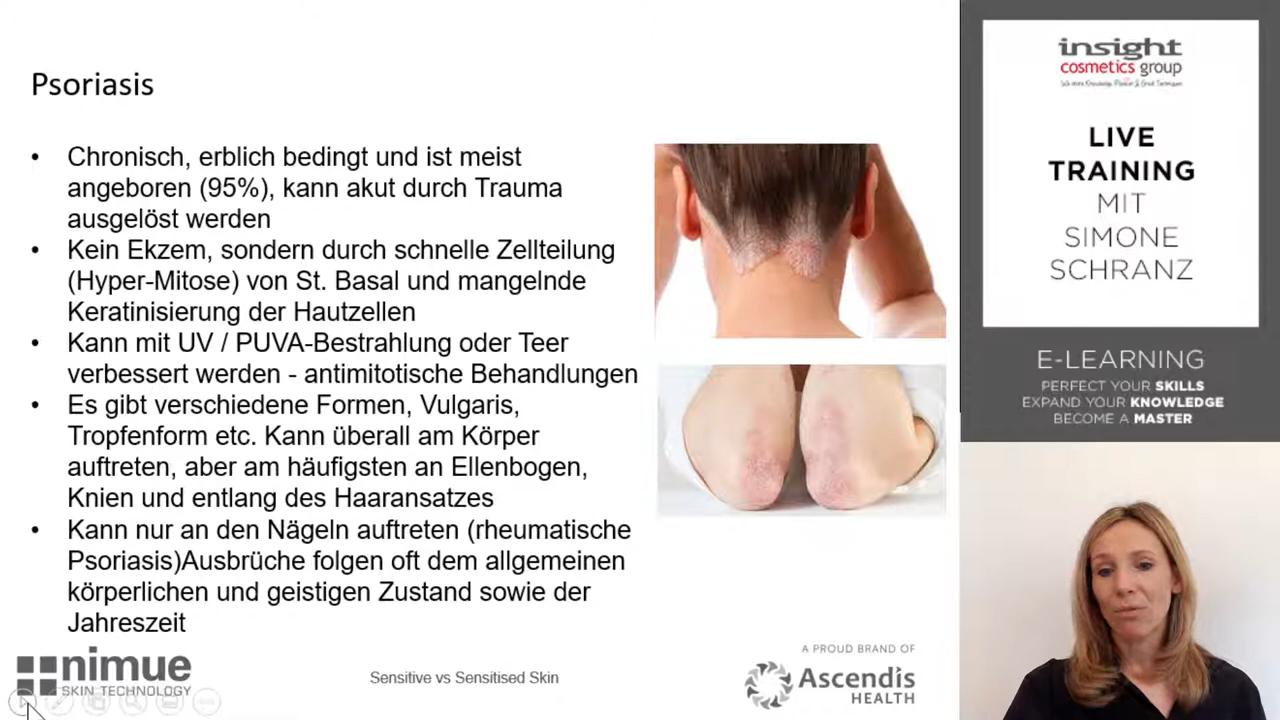 Psoriasis
• Chronisch, erblich bedingt und ist meist
angeboren (95%), kann akut durch Trauma
ausgelöst werden
• Kein Ekzem, sondern durch schnelle Zellteilung
(Hyper-Mitose) von St. Basal und mangelnde
Keratinisierung der Hautzellen
• Kann mit UV / PUVA-Bestrahlung oder Teer
verbessert werden - antimitotische Behandlungen
• Es gibt verschiedene Formen, Vulgaris,
Tropfenform etc. Kann überall am Körper
auftreten, aber am häufigsten an Ellenbogen,
Knien und entlang des Haaransatzes
• Kann nur an den Nägeln auftreten (rheumatische
Psoriasis)Ausbrüche folgen oft dem allgemeinen
körperlichen und geistigen Zustand sowie der
Jahreszeit
nimue
SKIN TECHNOLOGY
Sensitive vs Sensitised Skin
A PROUD BRAND OF
Ascendis
HEALTH
insight
cosmetics group
LIVE
TRAINING
MIT
SIMONE
SCHRANZ
E-LEARNING
PERFECT YOUR SKILLS
EXPAND YOUR KNOWLEDGE
BECOME A MASTER